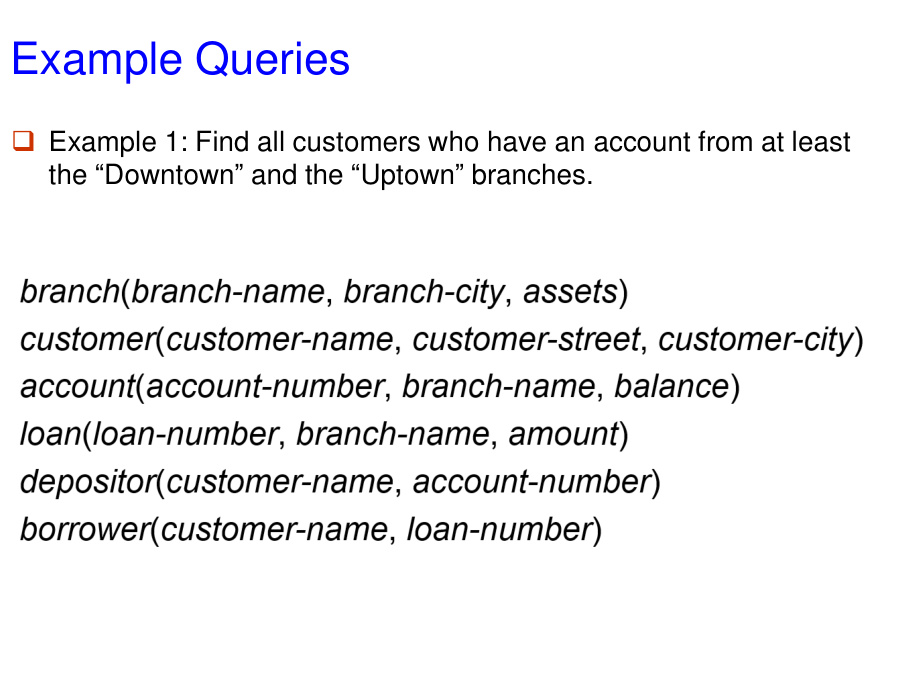 Example Queries
Example 1: Find all customers who have an account from at least
the “Downtown” and the “Uptown” branches.
branch(branch-name, branch-city, assets)
customer(customer-name, customer-street, customer-city)
account(account-number, branch-name, balance)
loan(loan-number, branch-name, amount)
depositor(customer-name, account-number)
borrower(customer-name, loan-number)